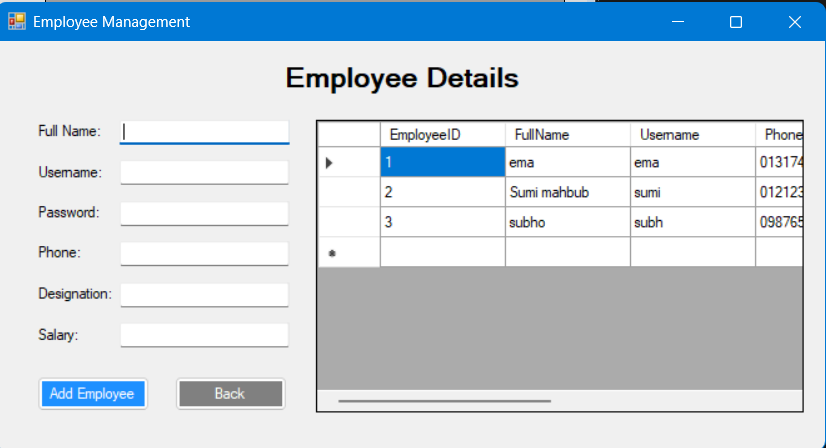 Employee Management
Employee Details
Full Name:
Username:
Password:
Phone:
Designation:
Salary:
Add Employee
Back
EmployeeID FullName Username Phone
1 ema ema 013174
2 Sumi mahbub sumi 012123
3 subho subh 098765